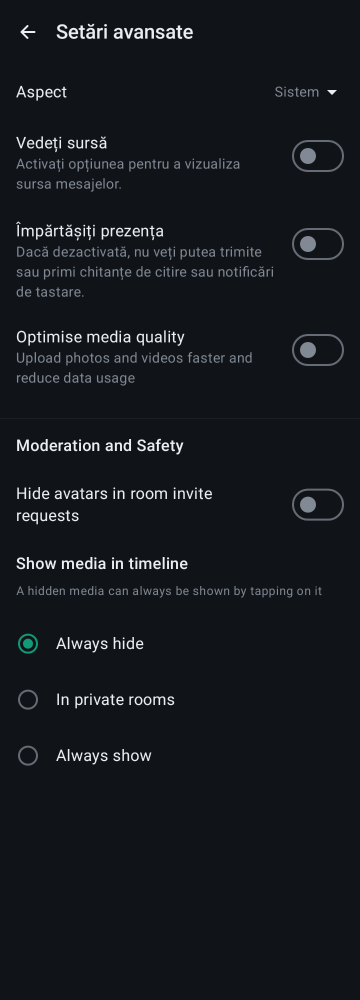 Setări avansate
Aspect
Sistem
Vedeți sursă
Activați opțiunea pentru a vizualiza
sursa mesajelor.
Împărtășiți prezența
Dacă dezactivată, nu veți putea trimite
sau primi chitanțe de citire sau notificări
de tastare.
Optimise media quality
Upload photos and videos faster and
reduce data usage
Moderation and Safety
Hide avatars in room invite
requests
Show media in timeline
A hidden media can always be shown by tapping on it
Always hide
In private rooms
Always show